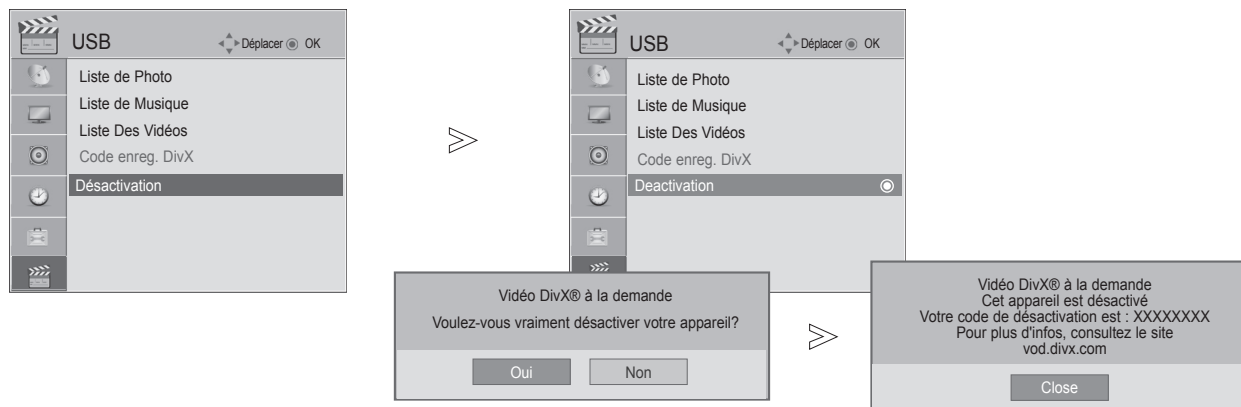 USB
Déplacer OK
Liste de Photo
Liste de Musique
Liste Des Vidéos
Code enreg. DivX
Désactivation
USB
Déplacer OK
Liste de Photo
Liste de Musique
Liste Des Vidéos
Code enreg. DivX
Deactivation
Vidéo DivX® à la demande
Voulez-vous vraiment désactiver votre appareil?
Oui Non
Vidéo DivX® à la demande
Cet appareil est désactivé
Votre code de désactivation est : XXXXXXXX
Pour plus d'infos, consultez le site
vod.divx.com
Close